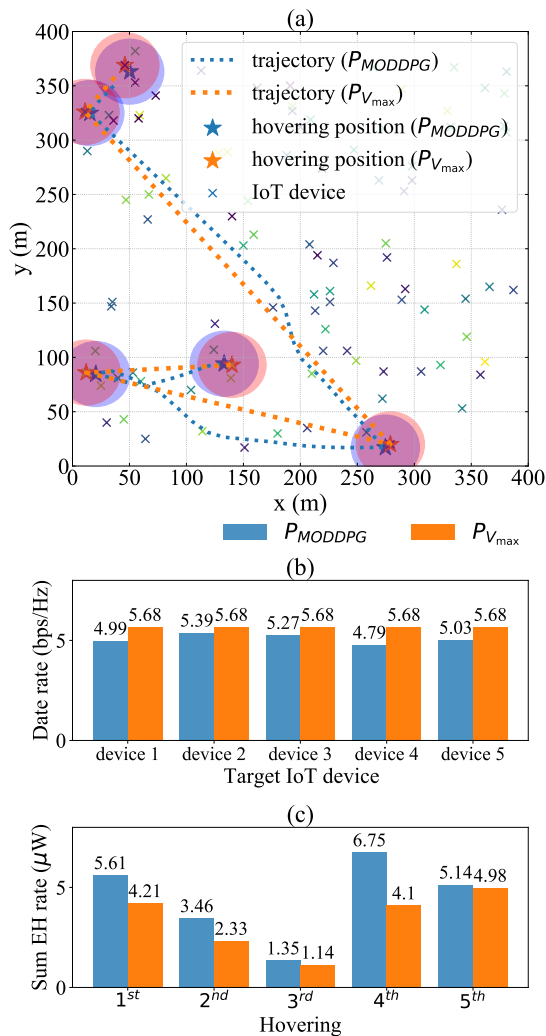 (a)
400
350
300
250
200
150
100
50
0
y (m)
trajectory (P_MODDPG)
trajectory (P_Vmax)
hovering position (P_MODDPG)
hovering position (P_Vmax)
IoT device
0 50 100 150 200 250 300 350 400
x (m)
P_MODDPG P_Vmax
(b)
Date rate (bps/Hz)
5
0
4.99 5.68 5.39 5.68 5.27 5.68 4.79 5.68 5.03 5.68
device 1 device 2 device 3 device 4 device 5
Target IoT device
(c)
Sum EH rate (μW)
5
0
5.61 4.21 3.46 2.33 1.35 1.14 6.75 4.1 5.14 4.98
1st 2nd 3rd 4th 5th
Hovering